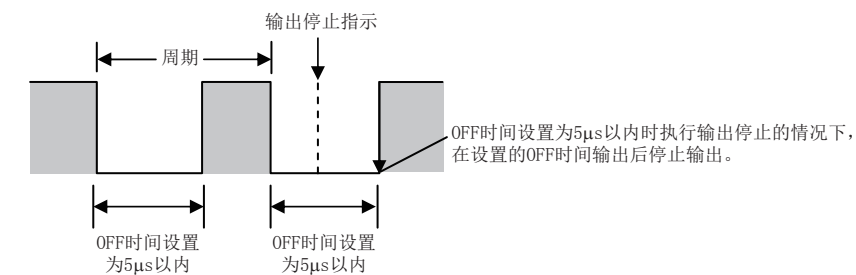 输出停止指示
周期
OFF时间设置为5μs以内时执行输出停止的情况下，
在设置的OFF时间输出后停止输出。
OFF时间设置
为5μs以内
OFF时间设置
为5μs以内